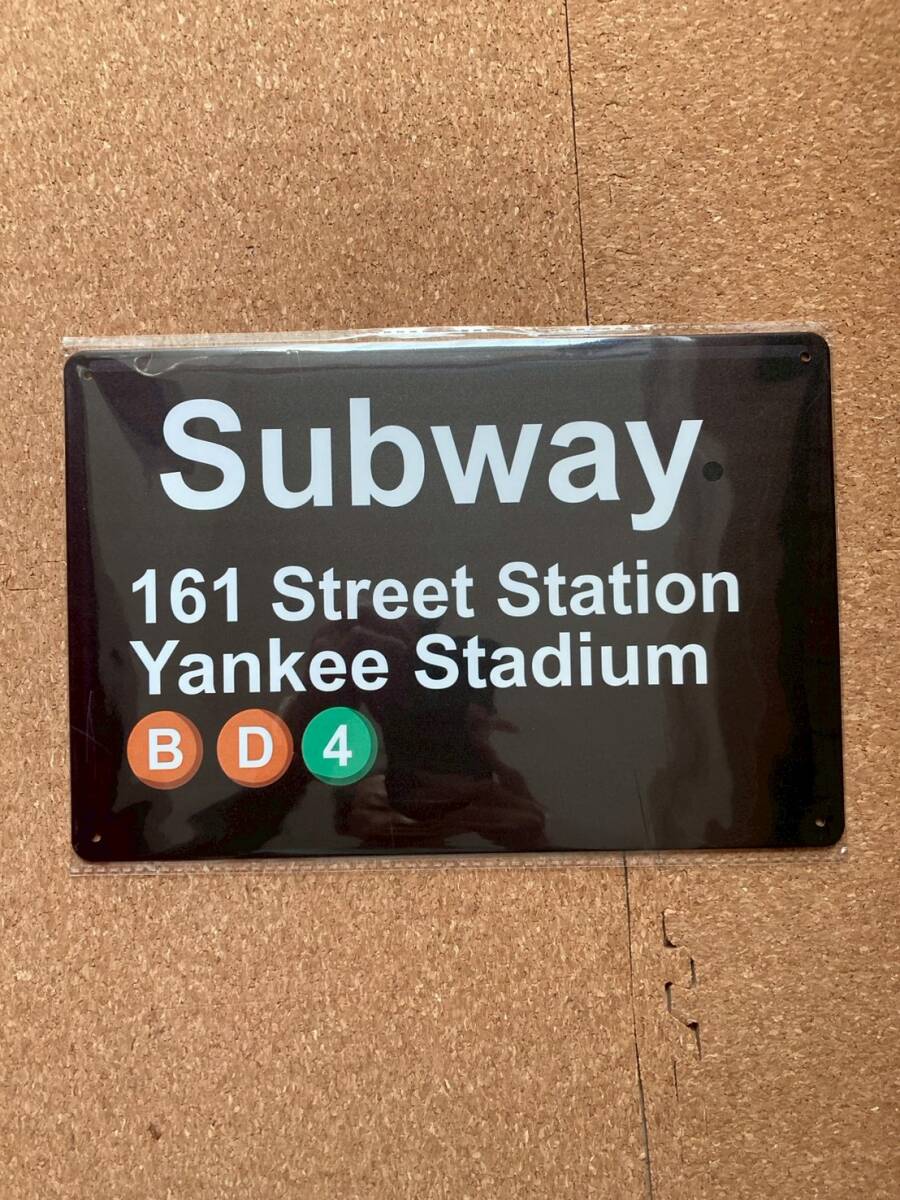 Subway
161 Street Station
Yankee Stadium
B D 4